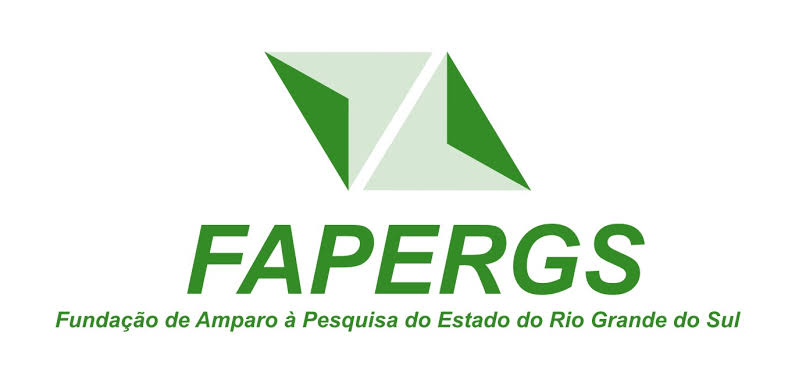 FAPERGS
Fundação de Amparo à Pesquisa do Estado do Rio Grande do Sul